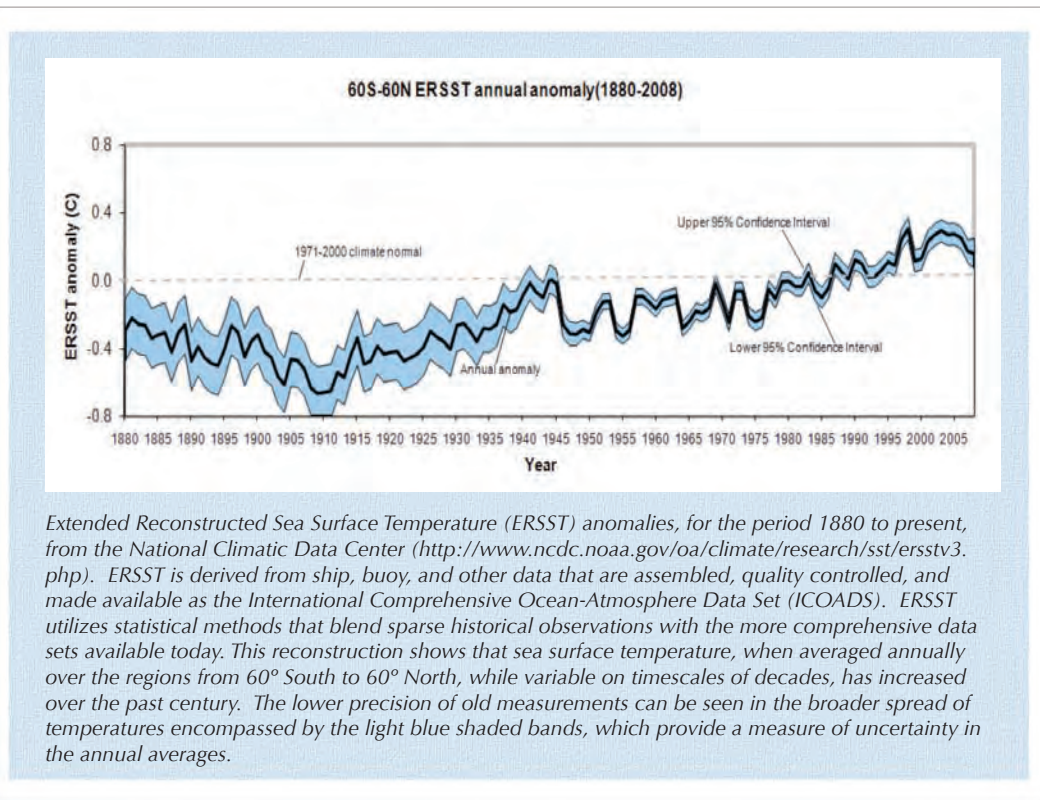 60S-60N ERSST annual anomaly(1880-2008)
0.8
0.4
0.0
-0.4
-0.8
ERSST anomaly (C)
1971-2000 climate normal
Upper 95% Confidence Interval
Annual anomaly
Lower 95% Confidence Interval
1880 1885 1890 1895 1900 1905 1910 1915 1920 1925 1930 1935 1940 1945 1950 1955 1960 1965 1970 1975 1980 1985 1990 1995 2000 2005
Year
Extended Reconstructed Sea Surface Temperature (ERSST) anomalies, for the period 1880 to present,
from the National Climatic Data Center (http://www.ncdc.noaa.gov/oa/climate/research/sst/ersstv3.
php). ERSST is derived from ship, buoy, and other data that are assembled, quality controlled, and
made available as the International Comprehensive Ocean-Atmosphere Data Set (ICOADS). ERSST
utilizes statistical methods that blend sparse historical observations with the more comprehensive data
sets available today. This reconstruction shows that sea surface temperature, when averaged annually
over the regions from 60º South to 60º North, while variable on timescales of decades, has increased
over the past century. The lower precision of old measurements can be seen in the broader spread of
temperatures encompassed by the light blue shaded bands, which provide a measure of uncertainty in
the annual averages.